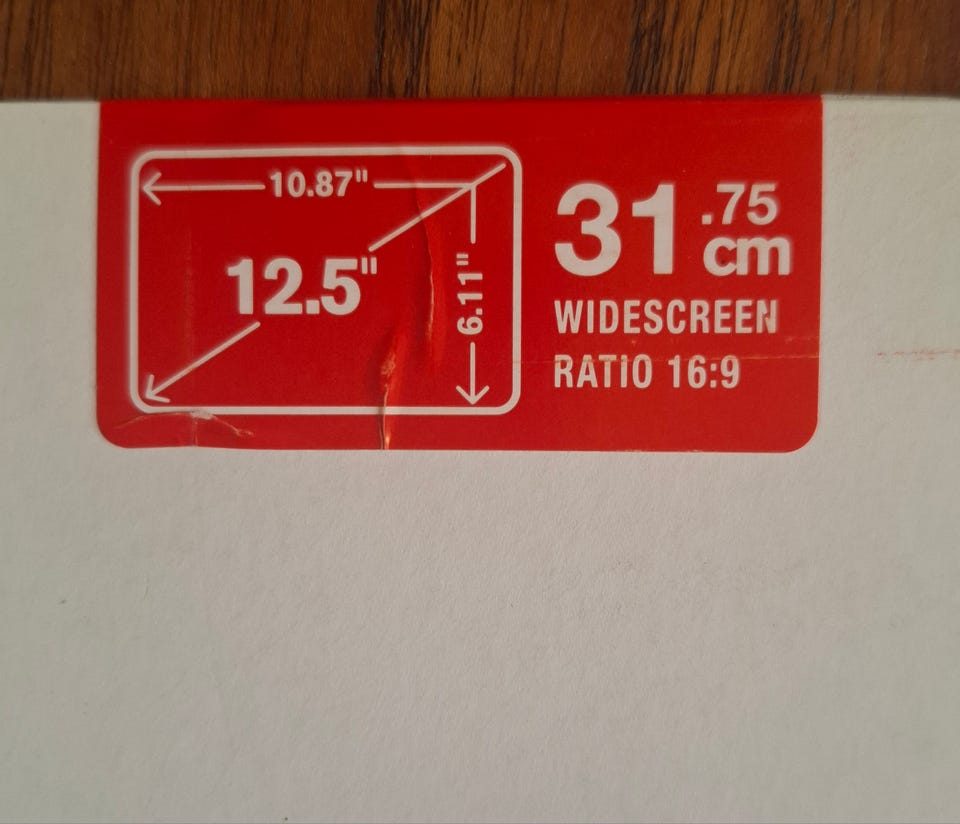 10.87"
12.5"
6.11"
31.75 cm
WIDESCREEN
RATIO 16:9